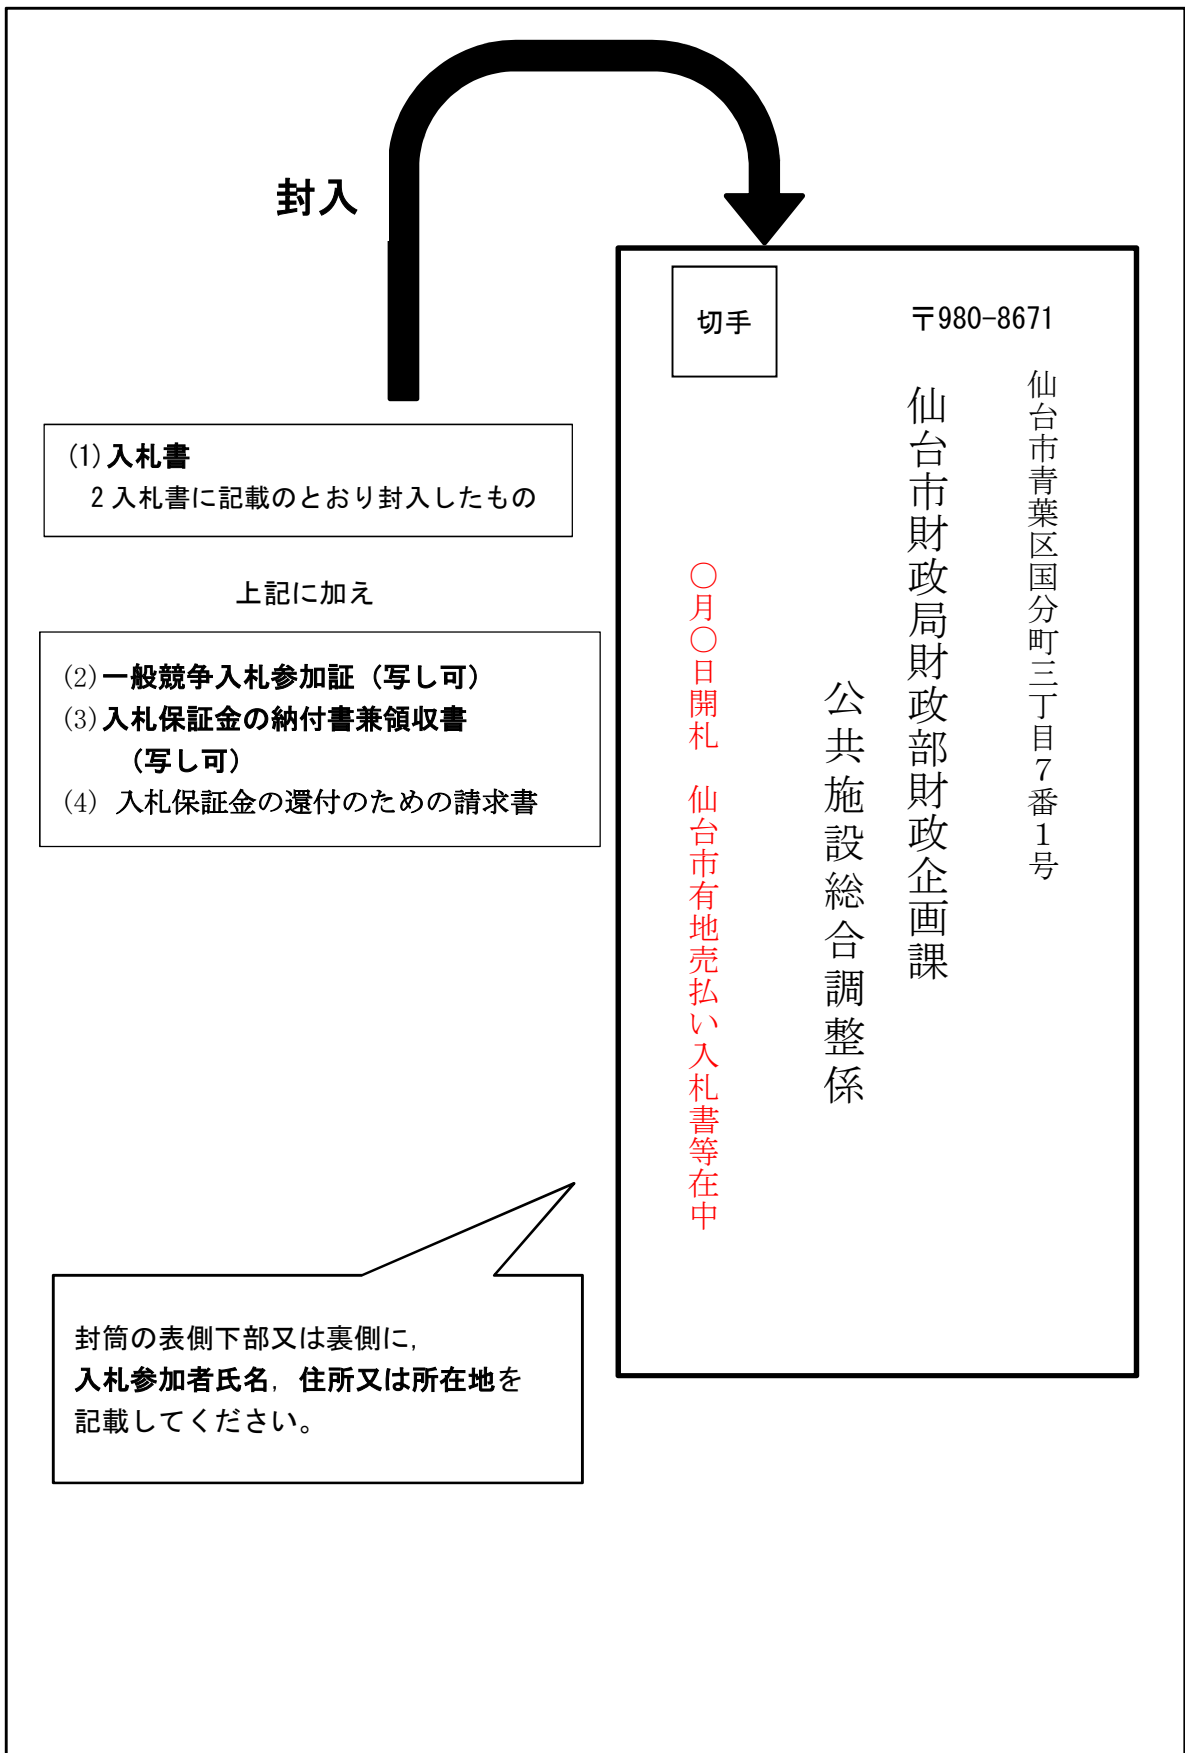 封入
(1)入札書
2 入札書に記載のとおり封入したもの
上記に加え
(2)一般競争入札参加証（写し可）
(3)入札保証金の納付書兼領収書
（写し可）
(4) 入札保証金の還付のための請求書
切手
〒980-8671
仙台市青葉区国分町三丁目７番１号
仙台市財政局財政部財政企画課
公共施設総合調整係
〇月〇日開札　仙台市有地売払い入札書等在中
封筒の表側下部又は裏側に，
入札参加者氏名，住所又は所在地を
記載してください。